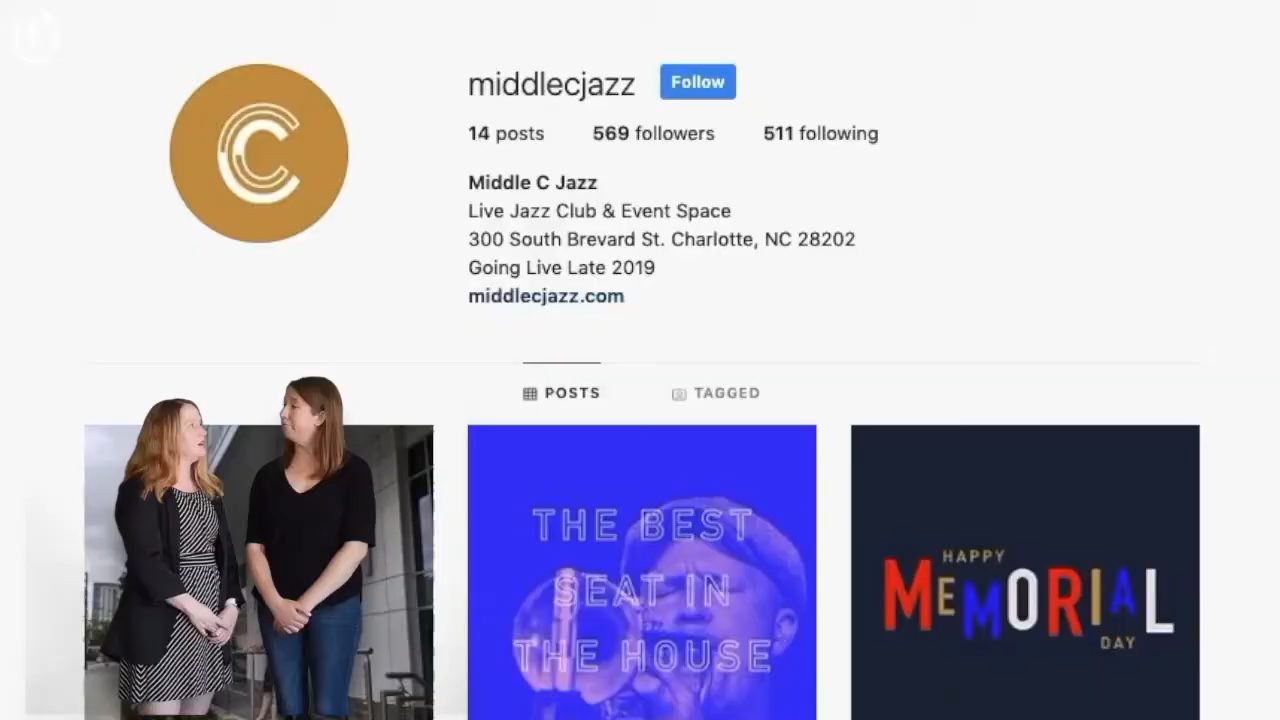 middlecjazz
Follow
14 posts
569 followers
511 following
Middle C Jazz
Live Jazz Club & Event Space
300 South Brevard St. Charlotte, NC 28202
Going Live Late 2019
middlecjazz.com
POSTS
TAGGED
THE BEST
SEAT IN
THE HOUSE
HAPPY
MEMORIAL
DAY